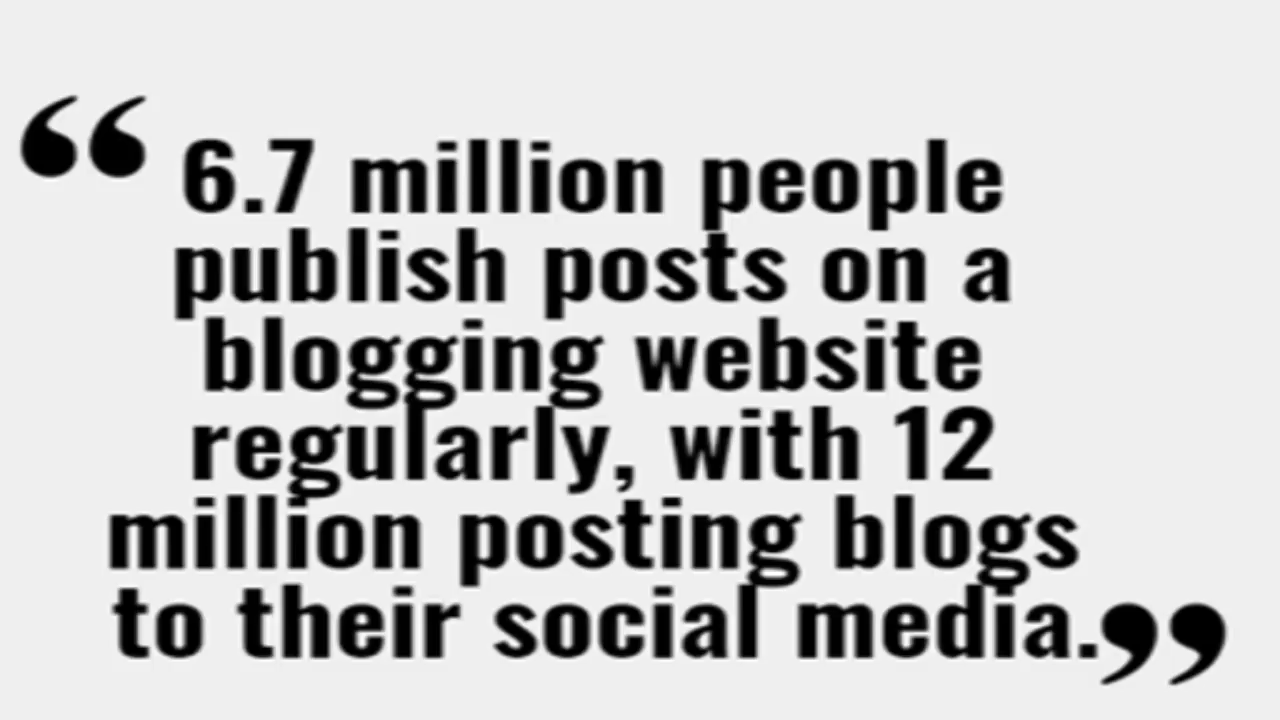 “ 6.7 million people
publish posts on a
blogging website
regularly, with 12
million posting blogs
to their social media.”